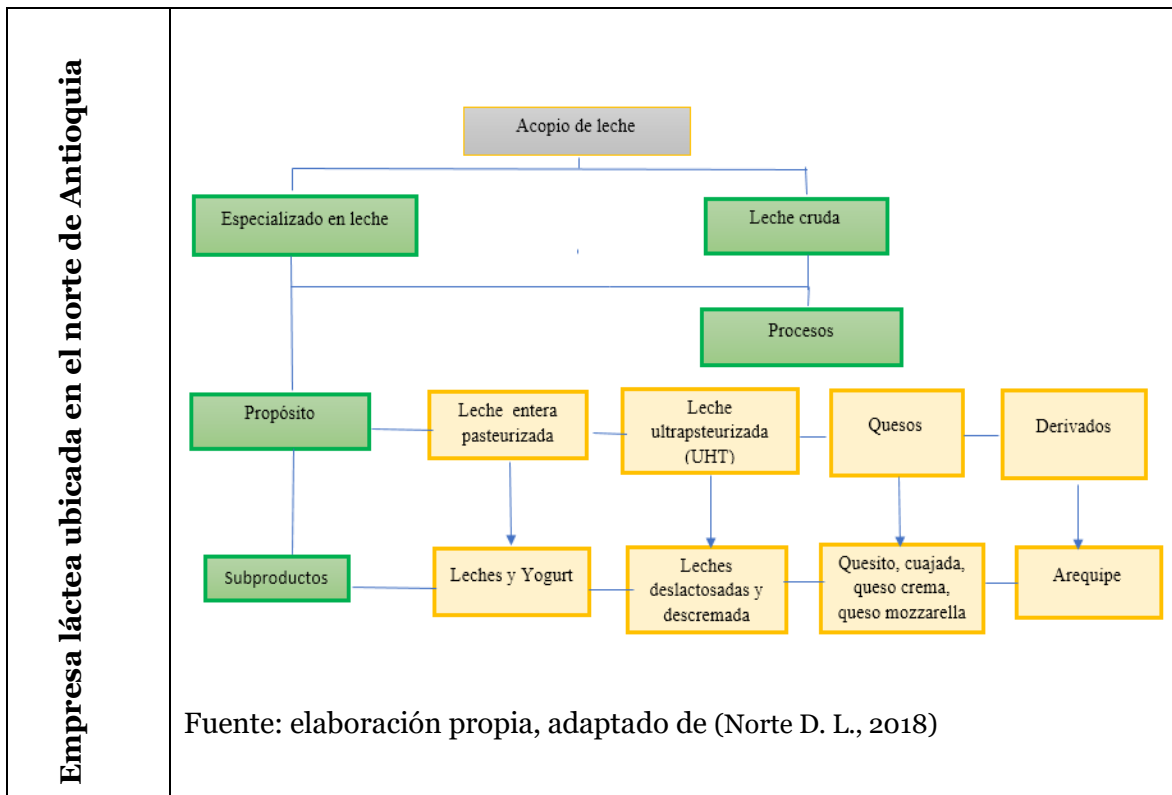 Empresa láctea ubicada en el norte de Antioquia
Acopio de leche
Especializado en leche
Leche cruda
Procesos
Propósito
Leche entera
pasteurizada
Leche
ultrapsteurizada
(UHT)
Quesos
Derivados
Subproductos
Leches y Yogurt
Leches
deslactosadas y
descremada
Quesito, cuajada,
queso crema,
queso mozzarella
Arequipe
Fuente: elaboración propia, adaptado de (Norte D. L., 2018)